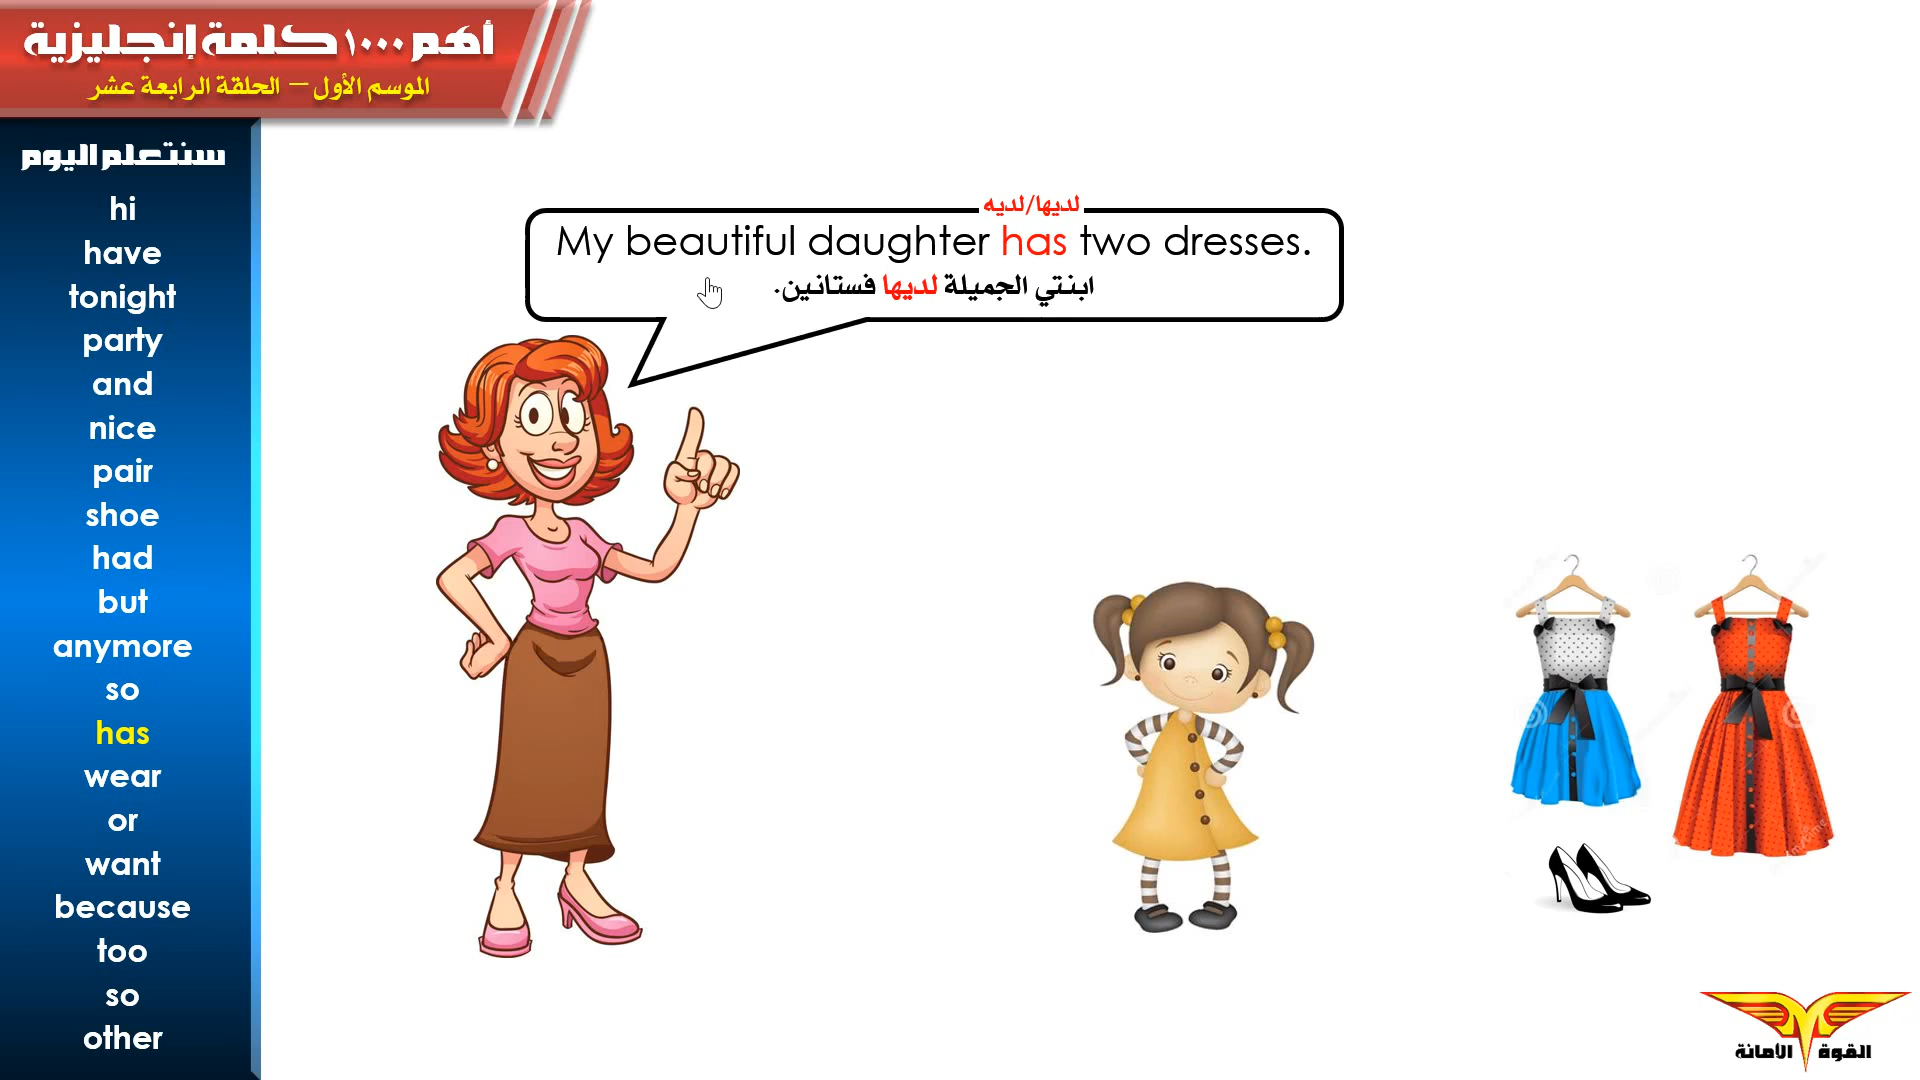 أهم ١٠٠٠ كلمة إنجليزية
الموسم الأول – الحلقة الرابعة عشر
سنتعلم اليوم
hi
have
tonight
party
and
nice
pair
shoe
had
but
anymore
so
has
wear
or
want
because
too
so
other
لديها/لديه
My beautiful daughter has two dresses.
ابنتي الجميلة لديها فستانين.
القوة الأمانة